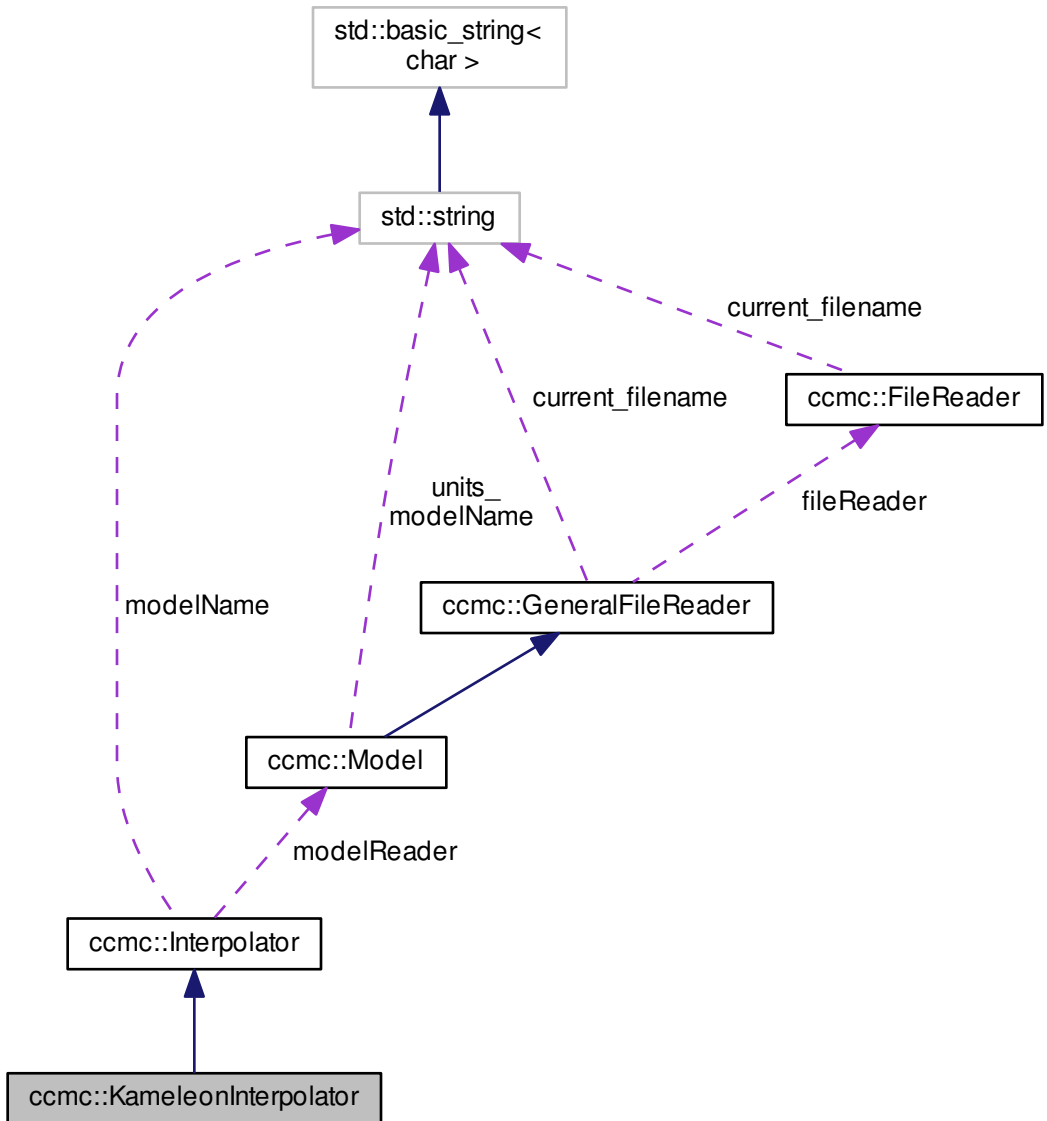 std::basic_string<
char >
std::string
current_filename
ccmc::FileReader
current_filename
units_
modelName
fileReader
ccmc::GeneralFileReader
modelName
ccmc::Model
modelReader
ccmc::Interpolator
ccmc::KameleonInterpolator